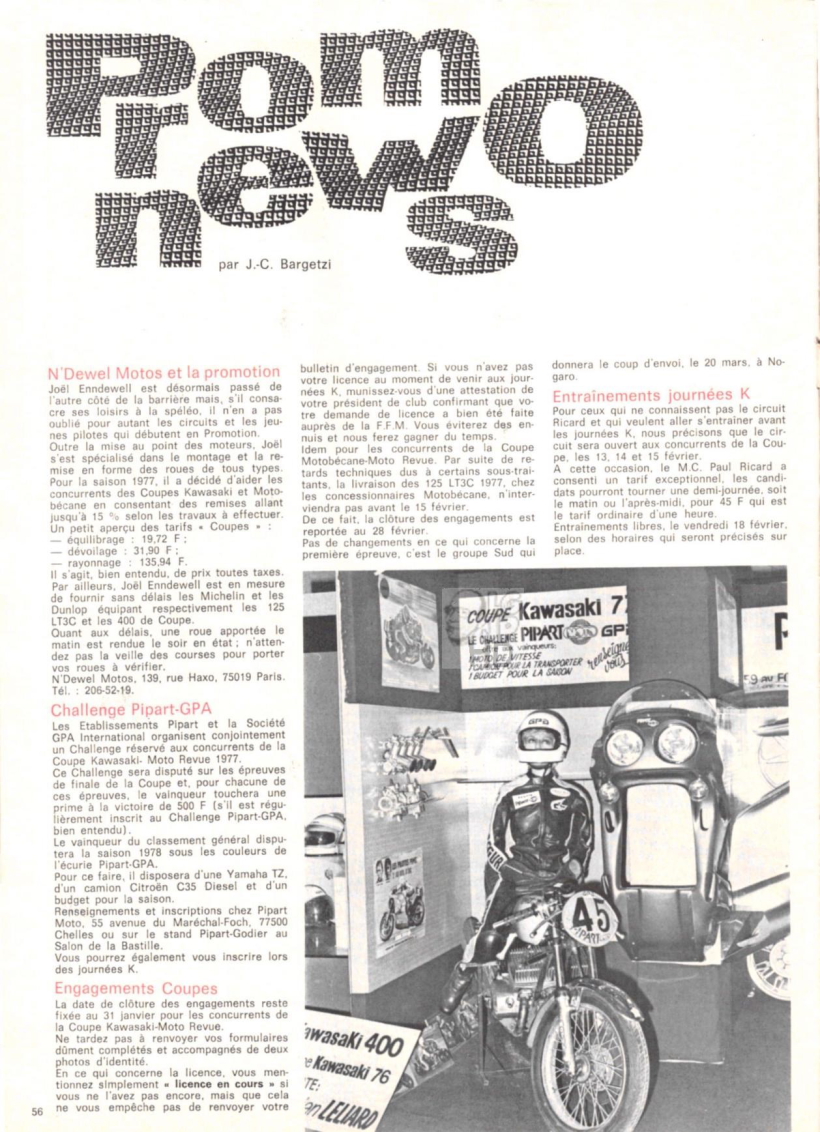 Promo
news
par J.-C. Bargetzi
N'Dewel Motos et la promotion
Joël Enndewell est désormais passé de
l'autre côté de la barrière mais, s'il consa-
cre ses loisirs à la spéléo, il n'en a pas
oublié pour autant les circuits et les jeu-
nes pilotes qui débutent en Promotion.
Outre la mise au point des moteurs, Joël
s'est spécialisé dans le montage et la re-
mise en forme des roues de tous types.
Pour la saison 1977, il a décidé d'aider les
concurrents des Coupes Kawasaki et Moto-
bécane en consentant des remises allant
jusqu'à 15 % selon les travaux à effectuer.
Un petit aperçu des tarifs « Coupes » :
— équilibrage : 19,72 F ;
— dévoilage : 31,90 F ;
— rayonnage : 135,94 F.
Il s'agit, bien entendu, de prix toutes taxes.
Par ailleurs, Joël Enndewell est en mesure
de fournir sans délais les Michelin et les
Dunlop équipant respectivement les 125
LT3C et les 400 de Coupe.
Quant aux délais, une roue apportée le
matin est rendue le soir en état ; n'atten-
dez pas la veille des courses pour porter
vos roues à vérifier.
N'Dewel Motos, 139, rue Haxo, 75019 Paris.
Tél. : 206-52-19.
Challenge Pipart-GPA
Les Etablissements Pipart et la Société
GPA International organisent conjointement
un Challenge réservé aux concurrents de la
Coupe Kawasaki- Moto Revue 1977.
Ce Challenge sera disputé sur les épreuves
de finale de la Coupe et, pour chacune de
ces épreuves, le vainqueur touchera une
prime à la victoire de 500 F (s'il est régu-
lièrement inscrit au Challenge Pipart-GPA,
bien entendu).
Le vainqueur du classement général dispu-
tera la saison 1978 sous les couleurs de
l'écurie Pipart-GPA.
Pour ce faire, il disposera d'une Yamaha TZ,
d'un camion Citroën C35 Diesel et d'un
budget pour la saison.
Renseignements et inscriptions chez Pipart
Moto, 55 avenue du Maréchal-Foch, 77500
Chelles ou sur le stand Pipart-Godier au
Salon de la Bastille.
Vous pourrez également vous inscrire lors
des journées K.
Engagements Coupes
La date de clôture des engagements reste
fixée au 31 janvier pour les concurrents de
la Coupe Kawasaki-Moto Revue.
Ne tardez pas à renvoyer vos formulaires
dûment complétés et accompagnés de deux
photos d'identité.
En ce qui concerne la licence, vous men-
tionnez simplement « licence en cours » si
vous ne l'avez pas encore, mais que cela
ne vous empêche pas de renvoyer votre
56
bulletin d'engagement. Si vous n'avez pas
votre licence au moment de venir aux jour-
nées K, munissez-vous d'une attestation de
votre président de club confirmant que vo-
tre demande de licence a bien été faite
auprès de la F.F.M. Vous éviterez des en-
nuis et nous ferez gagner du temps.
Idem pour les concurrents de la Coupe
Motobécane-Moto Revue. Par suite de re-
tards techniques dus à certains sous-trai-
tants, la livraison des 125 LT3C 1977, chez
les concessionnaires Motobécane, n'inter-
viendra pas avant le 15 février.
De ce fait, la clôture des engagements est
reportée au 28 février.
Pas de changements en ce qui concerne la
première épreuve, c'est le groupe Sud qui
donnera le coup d'envoi, le 20 mars, à No-
garo.
Entraînements journées K
Pour ceux qui ne connaissent pas le circuit
Ricard et qui veulent aller s'entraîner avant
les journées K, nous précisons que le cir-
cuit sera ouvert aux concurrents de la Cou-
pe, les 13, 14 et 15 février.
A cette occasion, le M.C. Paul Ricard a
consenti un tarif exceptionnel, les candi-
dats pourront tourner une demi-journée, soit
le matin ou l'après-midi, pour 45 F qui est
le tarif ordinaire d'une heure.
Entraînements libres, le vendredi 18 février,
selon des horaires qui seront précisés sur
place.
COUPE Kawasaki 7
LE CHALLENGE PIPART GPA
offre aux vainqueurs:
1 MOTO DE VITESSE
1 CAMION POUR LA TRANSPORTER
1 BUDGET POUR LA SAISON
renseignez
vous
GPA
45
PIPART
awasaki 400
Kawasaki 76
TE:
LELIARD